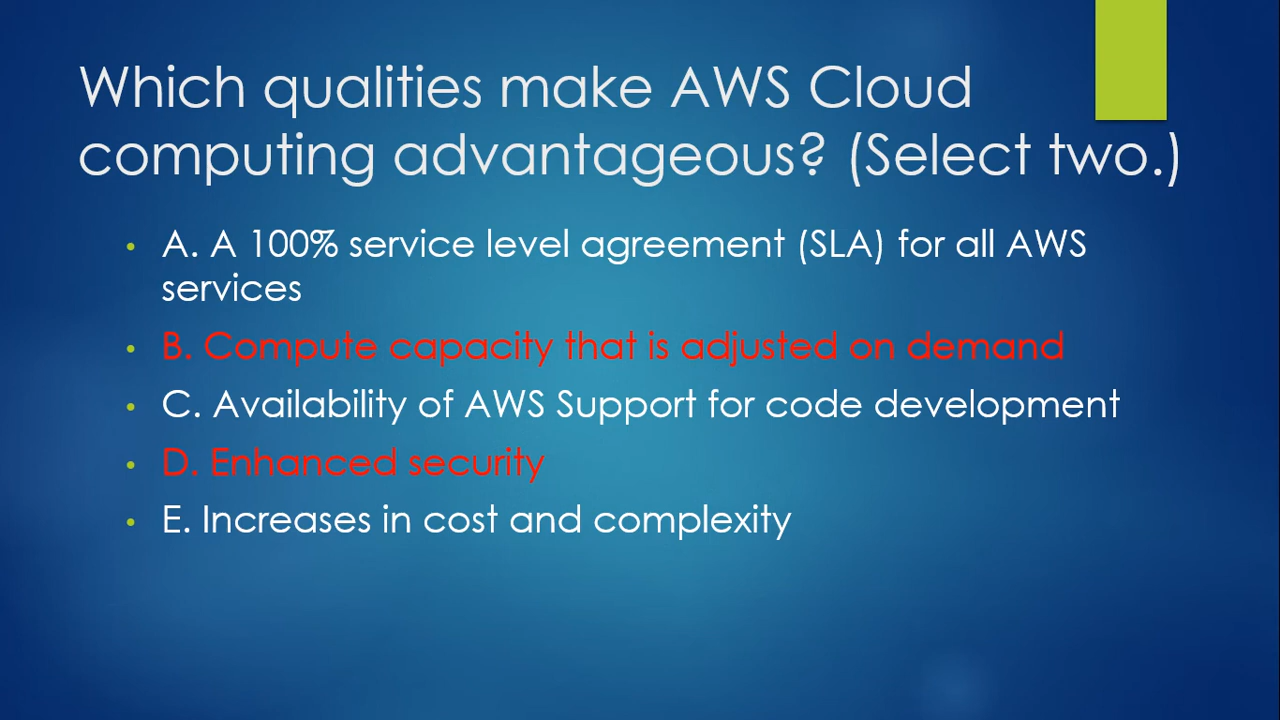 Which qualities make AWS Cloud
computing advantageous? (Select two.)
• A. A 100% service level agreement (SLA) for all AWS
services
• B. Compute capacity that is adjusted on demand
• C. Availability of AWS Support for code development
• D. Enhanced security
• E. Increases in cost and complexity